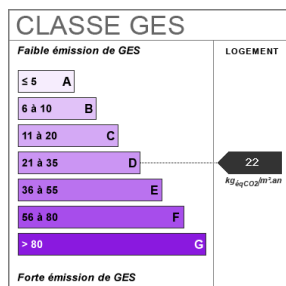 CLASSE GES
Faible émission de GES
LOGEMENT
≤ 5 A
6 à 10 B
11 à 20 C
21 à 35 D
22
kgéqCO2/m².an
36 à 55 E
56 à 80 F
> 80 G
Forte émission de GES